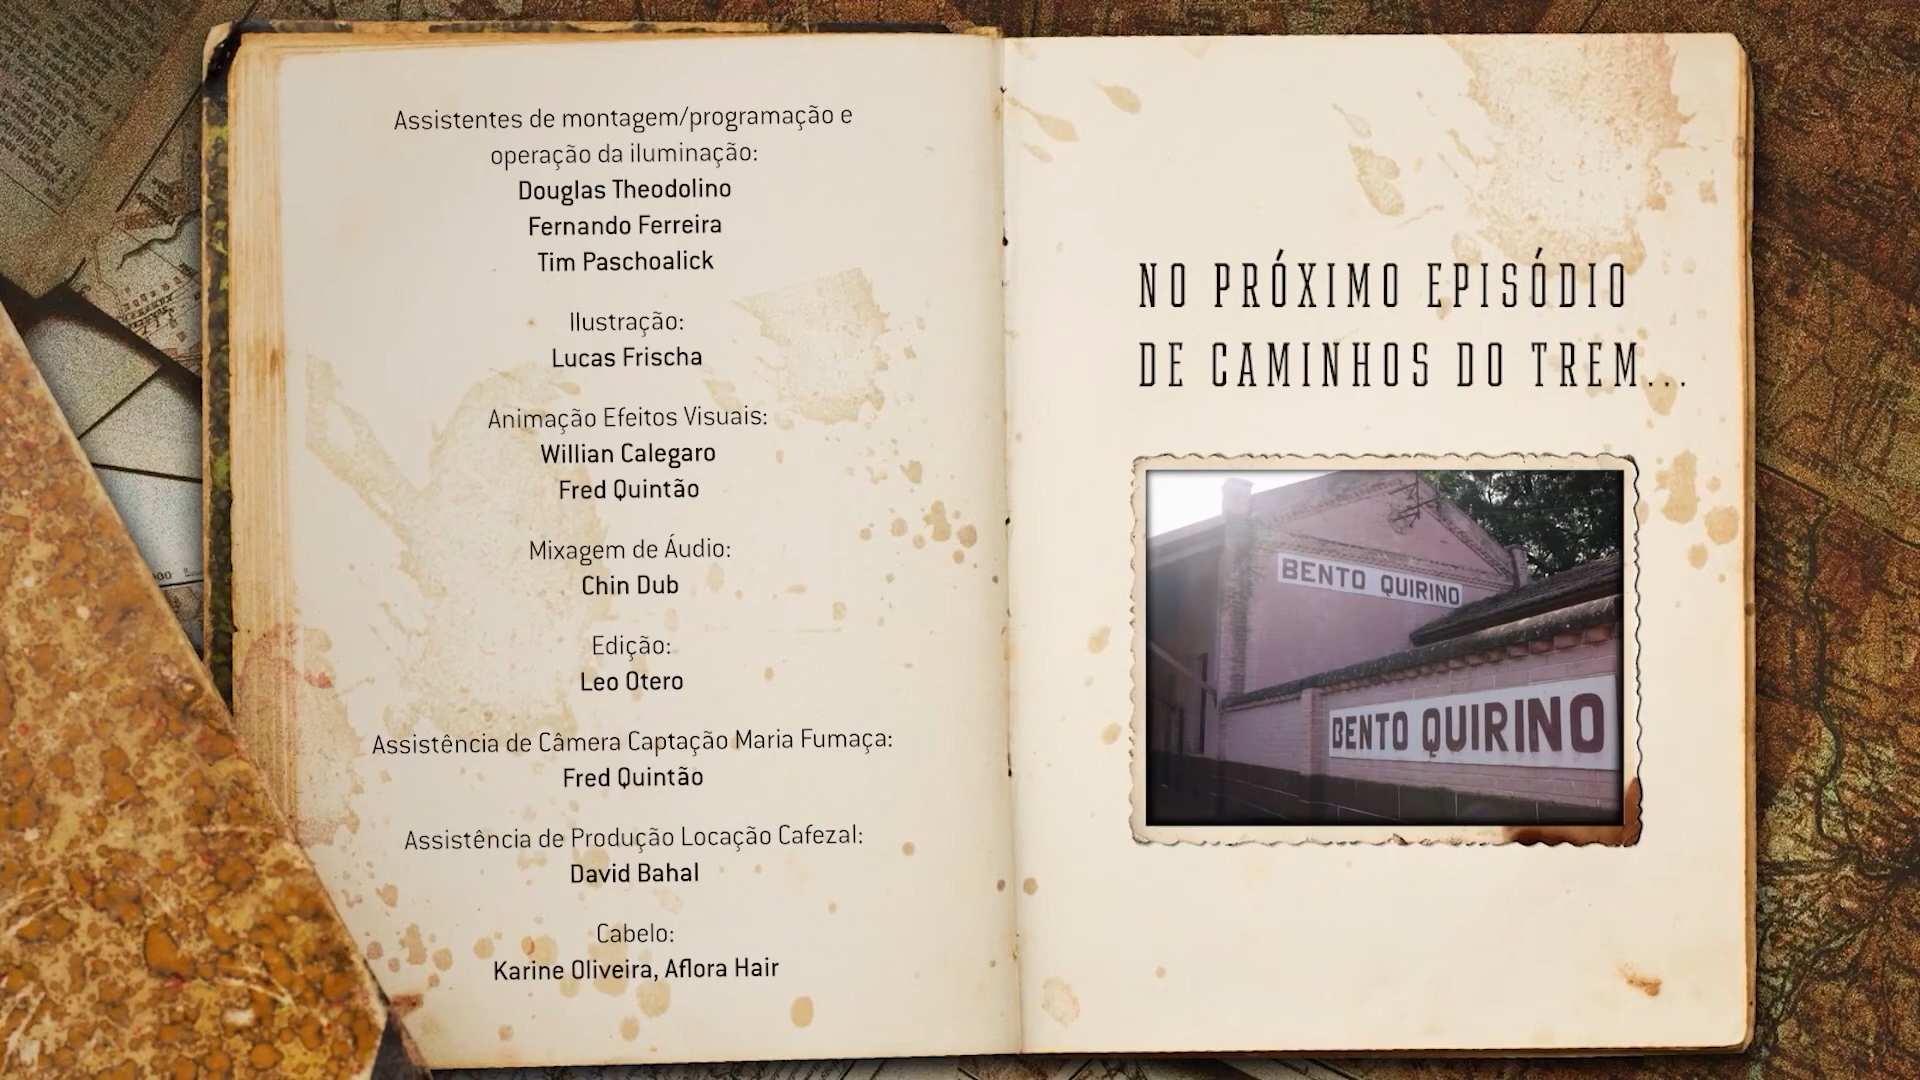 Assistentes de montagem/programação e
operação da iluminação:
Douglas Theodolino
Fernando Ferreira
Tim Paschoalick
Ilustração:
Lucas Frischa
Animação Efeitos Visuais:
Willian Calegaro
Fred Quintão
Mixagem de Áudio:
Chin Dub
Edição:
Leo Otero
Assistência de Câmera Captação Maria Fumaça:
Fred Quintão
Assistência de Produção Locação Cafezal:
David Bahal
Cabelo:
Karine Oliveira, Aflora Hair
NO PRÓXIMO EPISÓDIO
DE CAMINHOS DO TREM...
BENTO QUIRINO
BENTO QUIRINO